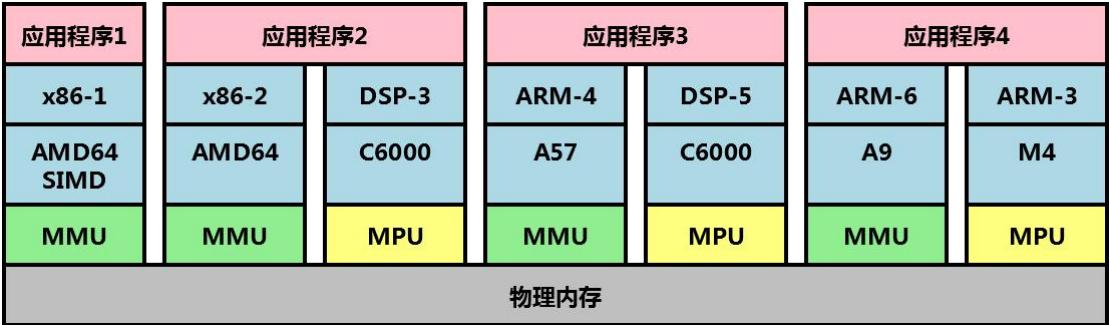 应用程序1 应用程序2 应用程序3 应用程序4
x86-1 x86-2 DSP-3 ARM-4 DSP-5 ARM-6 ARM-3
AMD64 AMD64 C6000 A57 C6000 A9 M4
SIMD
MMU MMU MPU MMU MPU MMU MPU
物理内存